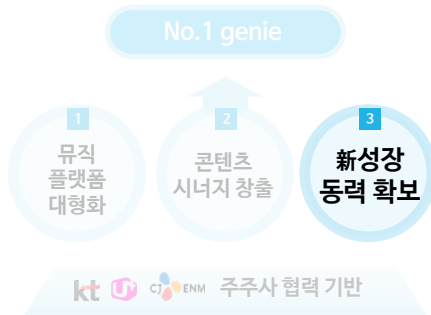 No.1 genie
1
뮤직
플랫폼
대형화
2
콘텐츠
시너지 창출
3
新성장
동력 확보
kt U+ CJ ENM 주주사 협력 기반